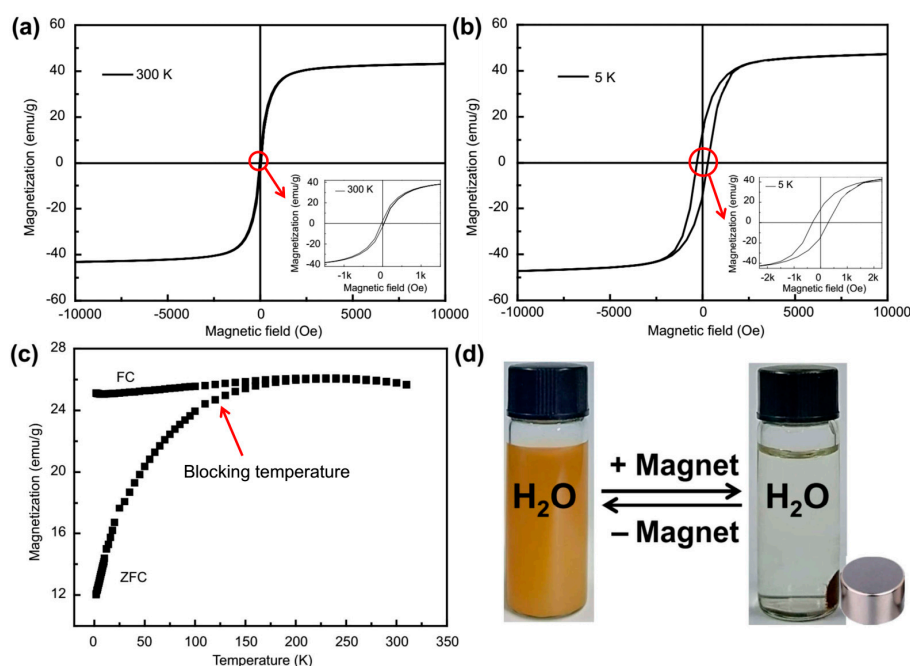 (a)
60
40
20
0
-20
-40
-60
Magnetization (emu/g)
300 K
-10000 -5000 0 5000 10000
Magnetic field (Oe)
300 K
40
20
0
-20
-40
Magnetization (emu/g)
-1k 0 1k
Magnetic field (Oe)
(b)
60
40
20
0
-20
-40
-60
Magnetization (emu/g)
5 K
-10000 -5000 0 5000 10000
Magnetic field (Oe)
5 K
40
20
0
-20
-40
Magnetization (emu/g)
-2k -1k 0 1k 2k
Magnetic field (Oe)
(c)
28
24
20
16
12
Magnetization (emu/g)
FC
Blocking temperature
ZFC
0 50 100 150 200 250 300 350
Temperature (K)
(d)
H₂O
+ Magnet
– Magnet
H₂O